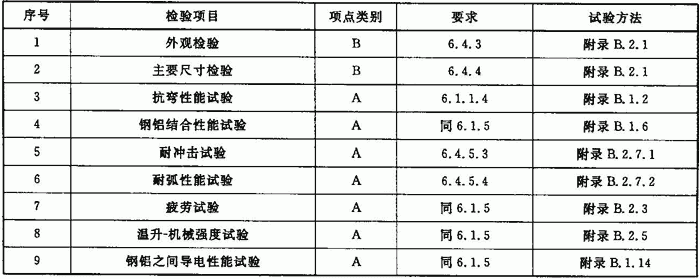 序号 检验项目 项点类别 要求 试验方法
1 外观检验 B 6.4.3 附录 B.2.1
2 主要尺寸检验 B 6.4.4 附录 B.2.1
3 抗弯性能试验 A 6.1.1.4 附录 B.1.2
4 钢铝结合性能试验 A 同 6.1.5 附录 B.1.6
5 耐冲击试验 A 6.4.5.3 附录 B.2.7.1
6 耐弧性能试验 A 6.4.5.4 附录 B.2.7.2
7 疲劳试验 A 同 6.1.5 附录 B.2.3
8 温升-机械强度试验 A 同 6.1.5 附录 B.2.5
9 钢铝之间导电性能试验 A 同 6.1.5 附录 B.1.14